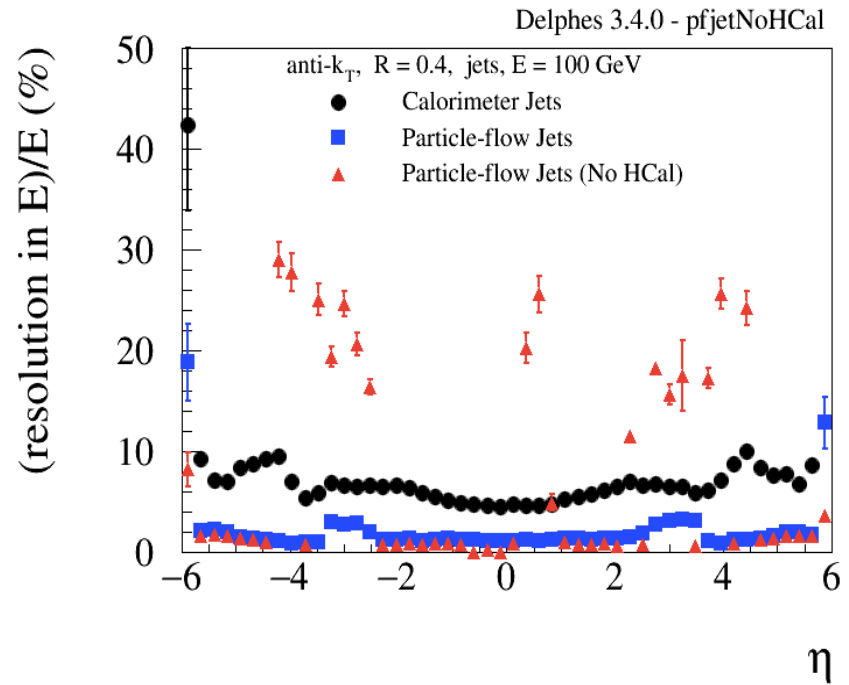 Delphes 3.4.0 - pfjetNoHCal
anti-kT, R = 0.4, jets, E = 100 GeV
Calorimeter Jets
Particle-flow Jets
Particle-flow Jets (No HCal)
(resolution in E)/E (%)
50
40
30
20
10
0
−6 −4 −2 0 2 4 6
η